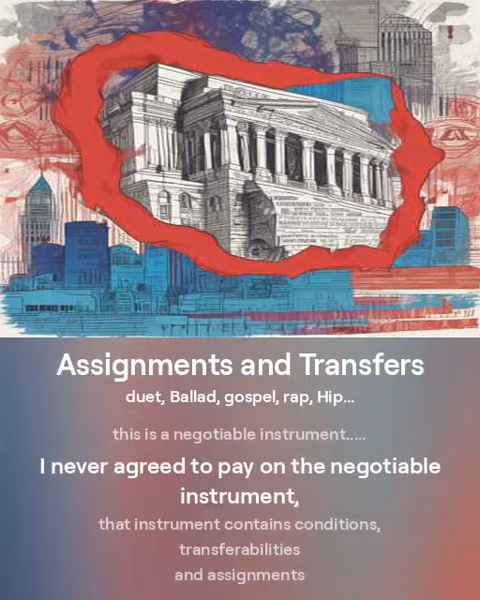 Assignments and Transfers
duet, Ballad, gospel, rap, Hip...
this is a negotiable instrument.....
I never agreed to pay on the negotiable
instrument,
that instrument contains conditions,
transferabilities
and assignments